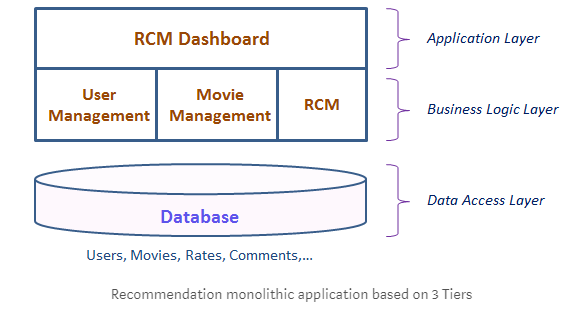 RCM Dashboard
Application Layer
User
Management
Movie
Management
RCM
Business Logic Layer
Database
Data Access Layer
Users, Movies, Rates, Comments,...
Recommendation monolithic application based on 3 Tiers